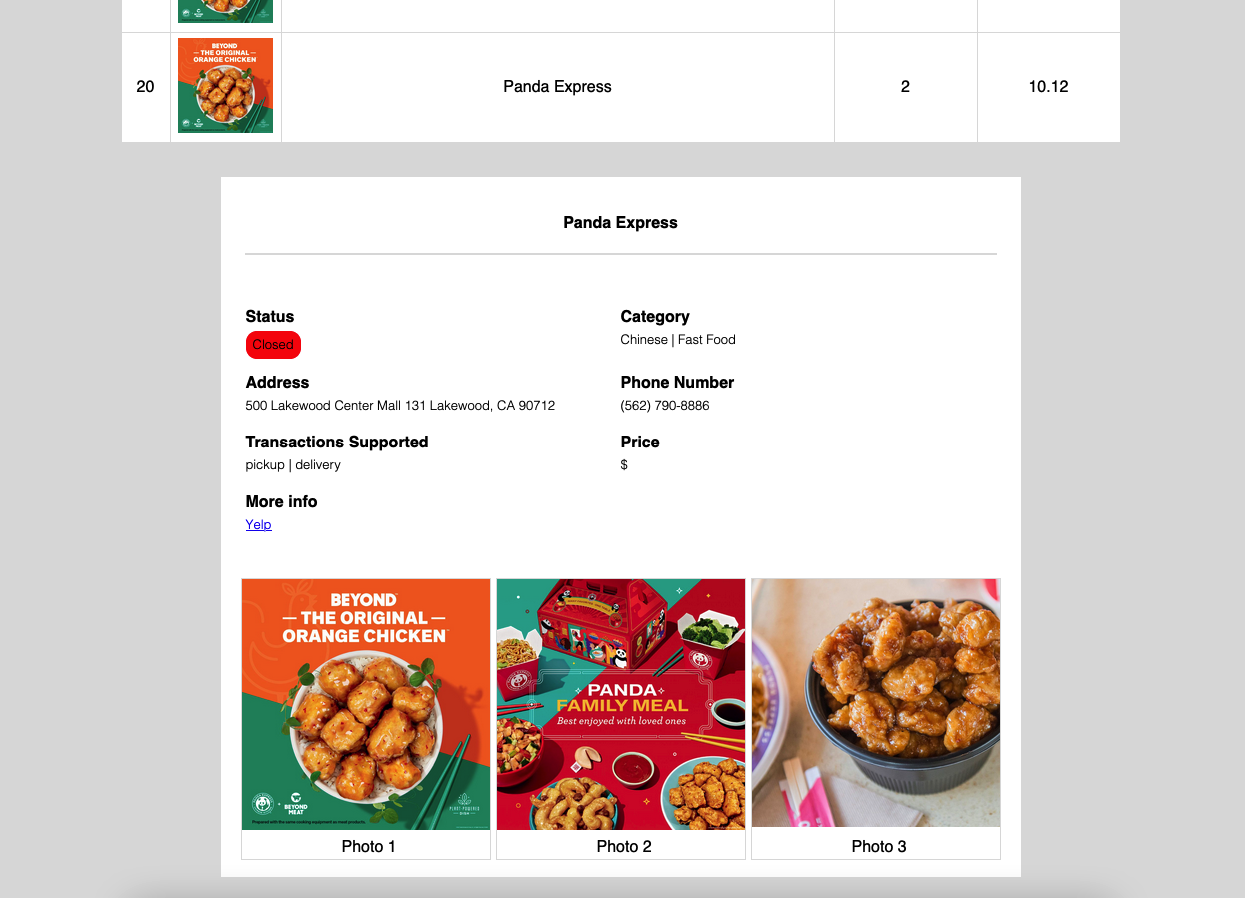 BEYOND
— THE ORIGINAL —
ORANGE CHICKEN
20
Panda Express
2
10.12
Panda Express
Status
Category
Closed
Chinese | Fast Food
Address
Phone Number
500 Lakewood Center Mall 131 Lakewood, CA 90712
(562) 790-8886
Transactions Supported
Price
pickup | delivery
$
More info
Yelp
BEYOND
— THE ORIGINAL —
ORANGE CHICKEN
BEYOND
MEAT
PLANT-POWERED
Prepared with the same cooking equipment as meat products.
PANDA
FAMILY MEAL
Best enjoyed with loved ones
Photo 1
Photo 2
Photo 3